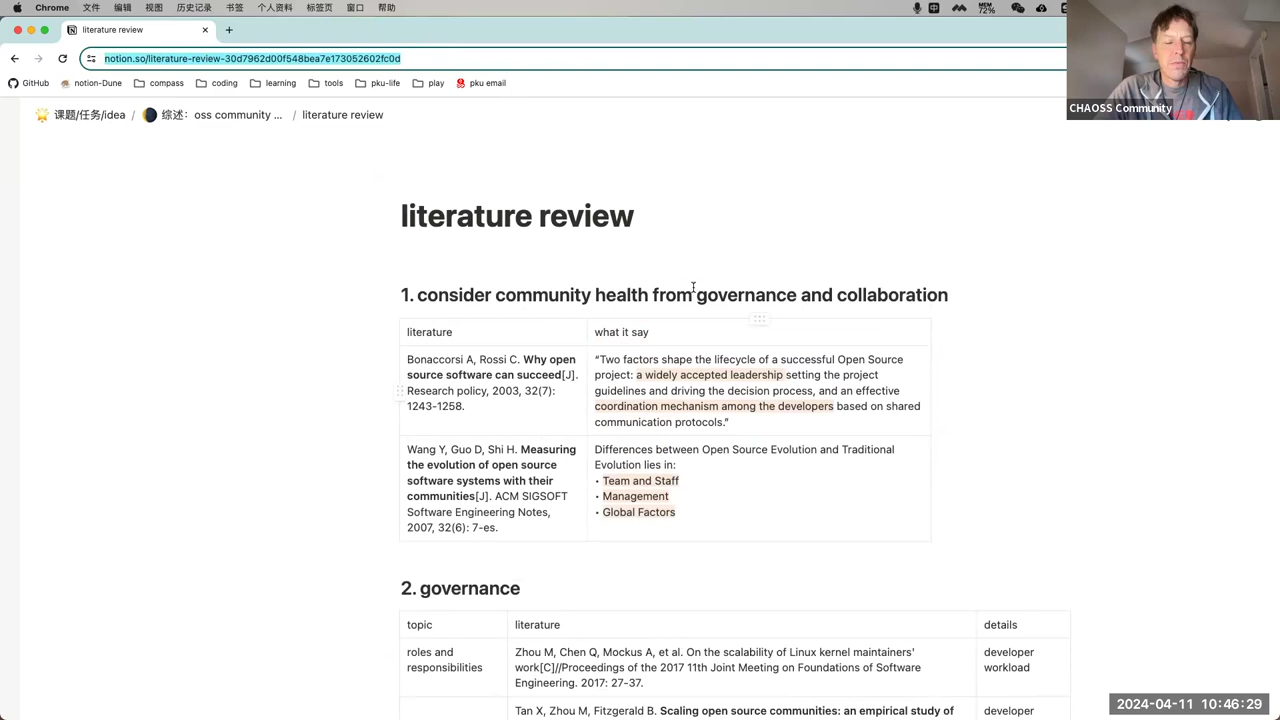 Chrome 文件 编辑 视图 历史记录 书签 个人资料 标签页 窗口 帮助
MEM
72%
literature review
notion.so/literature-review-30d7962d00f548bea7e173052602fc0d
GitHub notion-Dune compass coding learning tools pku-life play pku email
CHAOSS Community
课题/任务/idea / 综述：oss community ... / literature review
literature review
1. consider community health from governance and collaboration
literature what it say
Bonaccorsi A, Rossi C. Why open
source software can succeed[J].
Research policy, 2003, 32(7):
1243-1258.
“Two factors shape the lifecycle of a successful Open Source
project: a widely accepted leadership setting the project
guidelines and driving the decision process, and an effective
coordination mechanism among the developers based on shared
communication protocols.”
Wang Y, Guo D, Shi H. Measuring
the evolution of open source
software systems with their
communities[J]. ACM SIGSOFT
Software Engineering Notes,
2007, 32(6): 7-es.
Differences between Open Source Evolution and Traditional
Evolution lies in:
• Team and Staff
• Management
• Global Factors
2. governance
topic literature details
roles and
responsibilities
Zhou M, Chen Q, Mockus A, et al. On the scalability of Linux kernel maintainers'
work[C]//Proceedings of the 2017 11th Joint Meeting on Foundations of Software
Engineering. 2017: 27-37.
developer
workload
Tan X, Zhou M, Fitzgerald B. Scaling open source communities: an empirical study of
developer
2024-04-11 10:46:29